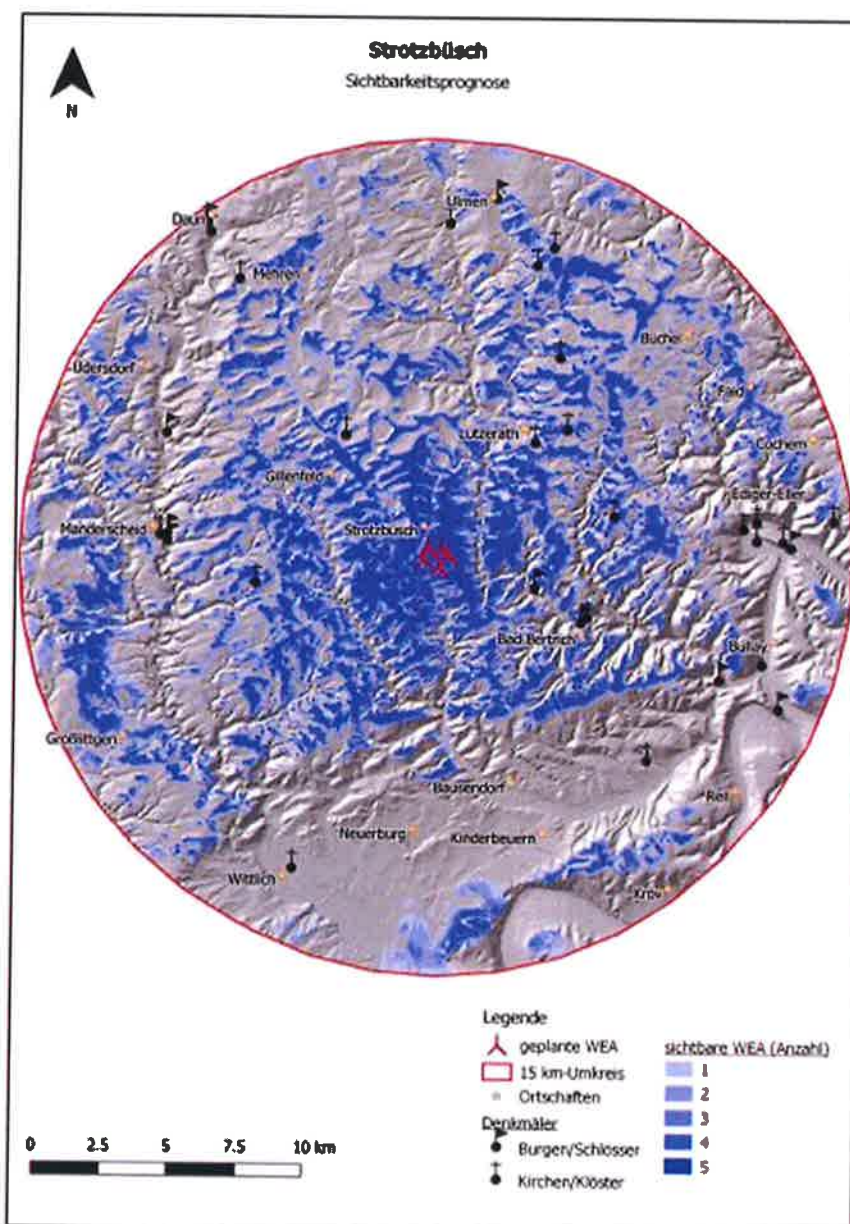 Strotzbüsch
Sichtbarkeitsprognose
N
Daun
Ulmen
Mehren
Büchel
Üdersdorf
Faid
Lutzerath
Cochem
Gillenfeld
Ediger-Eller
Manderscheid
Strotzbüsch
Bad Bertrich
Bullay
Großlittgen
Bausendorf
Reil
Neuerburg
Kinderbeuern
Wittlich
Kröv
Legende
geplante WEA
15 km-Umkreis
Ortschaften
Denkmäler
Burgen/Schlösser
Kirchen/Klöster
sichtbare WEA (Anzahl)
1
2
3
4
5
0 2.5 5 7.5 10 km